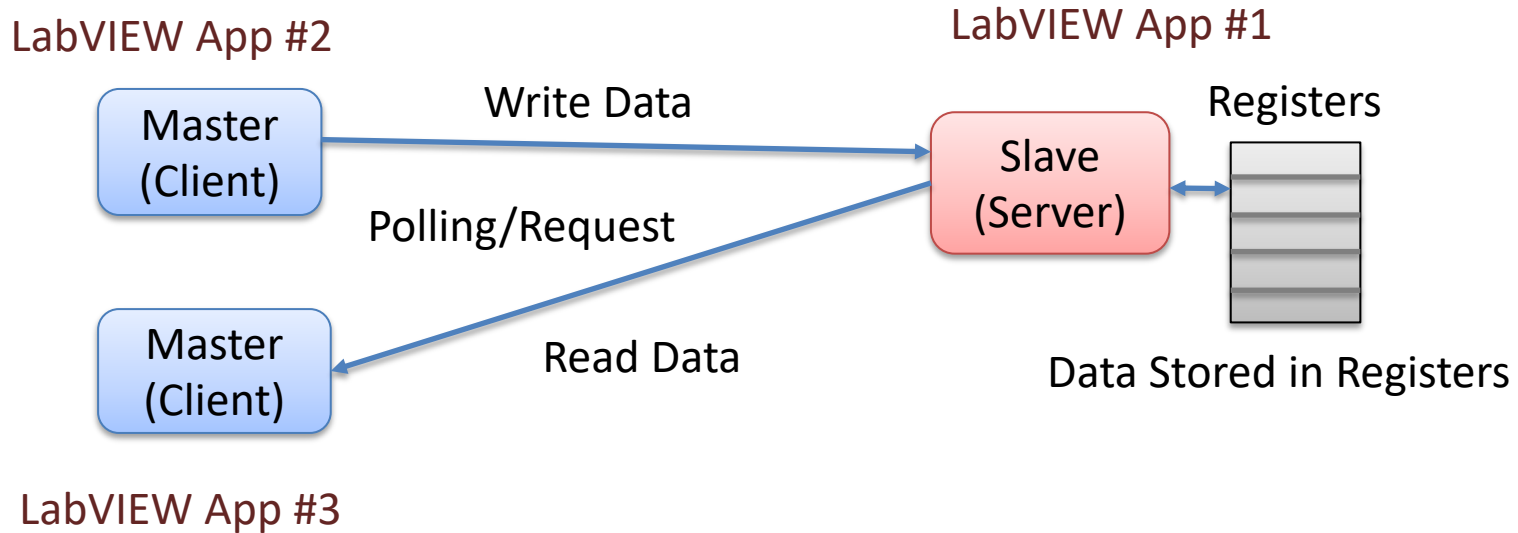 LabVIEW App #2
LabVIEW App #1
Master
(Client)
Write Data
Slave
(Server)
Registers
Polling/Request
Master
(Client)
Read Data
Data Stored in Registers
LabVIEW App #3